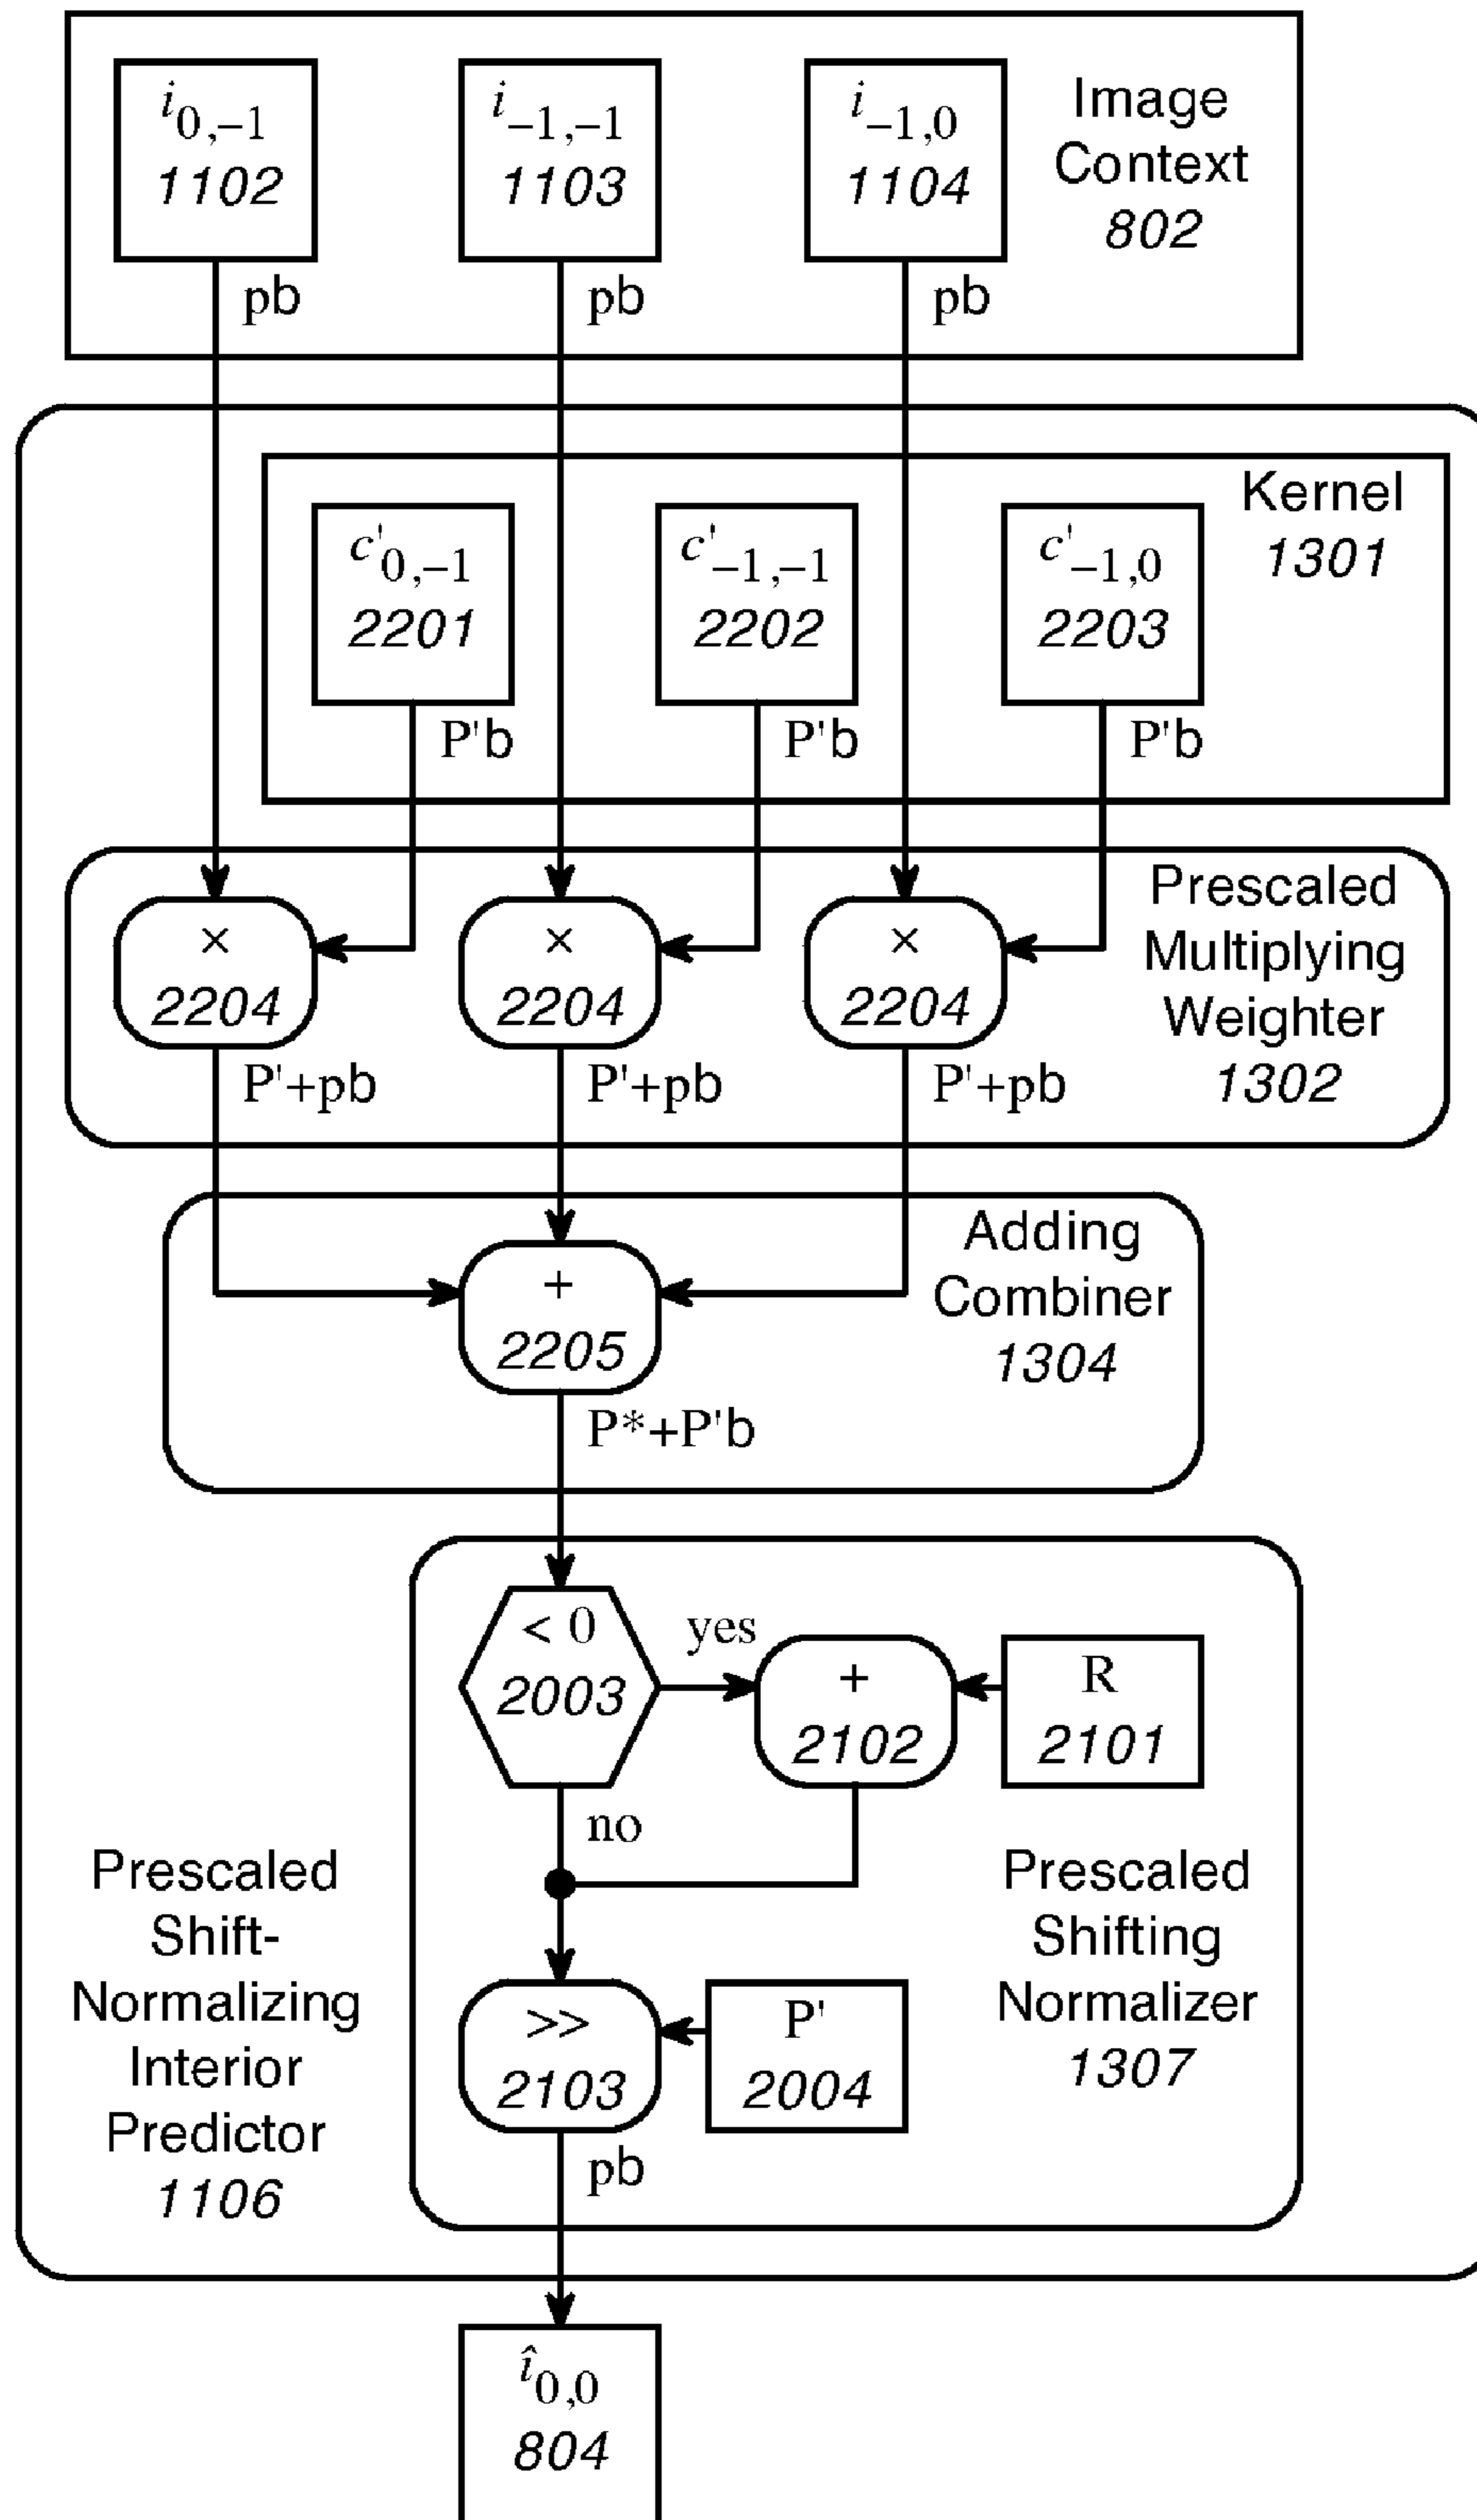 i0,−1
1102
i−1,−1
1103
i−1,0
1104
Image
Context
802
pb
pb
pb
Kernel
1301
c'0,−1
2201
c'−1,−1
2202
c'−1,0
2203
P'b
P'b
P'b
Prescaled
Multiplying
Weighter
1302
×
2204
×
2204
×
2204
P'+pb
P'+pb
P'+pb
Adding
Combiner
1304
+
2205
P*+P'b
< 0
2003
yes
+
2102
R
2101
no
Prescaled
Shift-
Normalizing
Interior
Predictor
1106
Prescaled
Shifting
Normalizer
1307
>>
2103
P'
2004
pb
î0,0
804